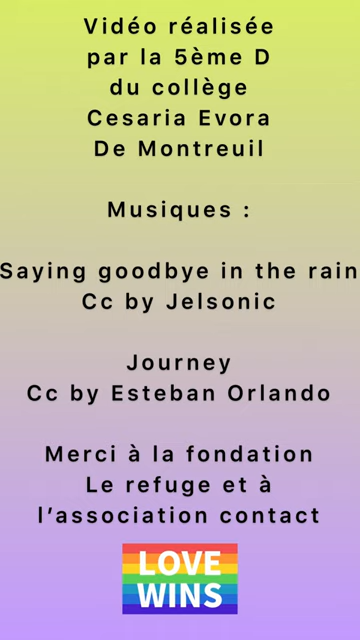 Vidéo réalisée
par la 5ème D
du collège
Cesaria Evora
De Montreuil
Musiques :
Saying goodbye in the rain
Cc by Jelsonic
Journey
Cc by Esteban Orlando
Merci à la fondation
Le refuge et à
l’association contact
LOVE
WINS